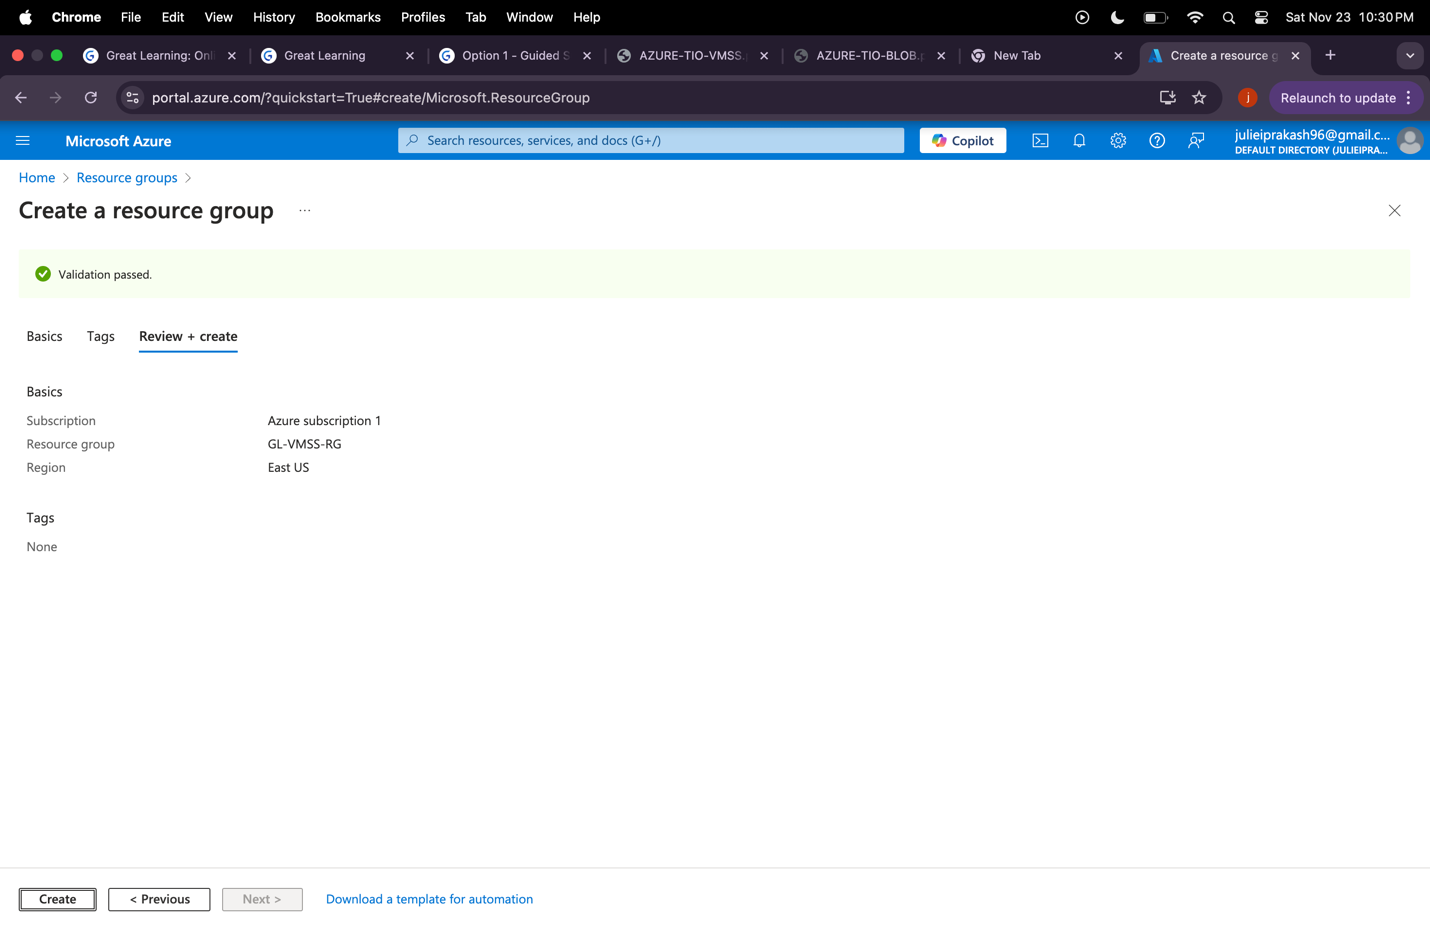 Chrome File Edit View History Bookmarks Profiles Tab Window Help Sat Nov 23 10:30 PM
Great Learning: Onl Great Learning Option 1 - Guided S AZURE-TIO-VMSS. AZURE-TIO-BLOB.p New Tab Create a resource g
portal.azure.com/?quickstart=True#create/Microsoft.ResourceGroup j Relaunch to update
Microsoft Azure Search resources, services, and docs (G+/) Copilot julieiprakash96@gmail.c...
DEFAULT DIRECTORY (JULIEIPRA...
Home > Resource groups >
Create a resource group ...
Validation passed.
Basics Tags Review + create
Basics
Subscription Azure subscription 1
Resource group GL-VMSS-RG
Region East US
Tags
None
Create < Previous Next > Download a template for automation